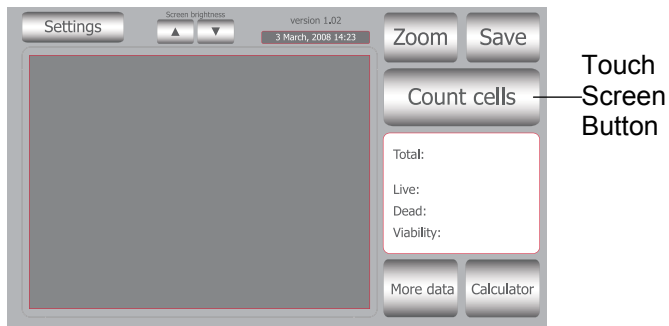 Settings
Screen brightness
▲ ▼
version 1.02
3 March, 2008 14:23
Zoom
Save
Count cells
Total:
Live:
Dead:
Viability:
More data
Calculator
Touch
Screen
Button